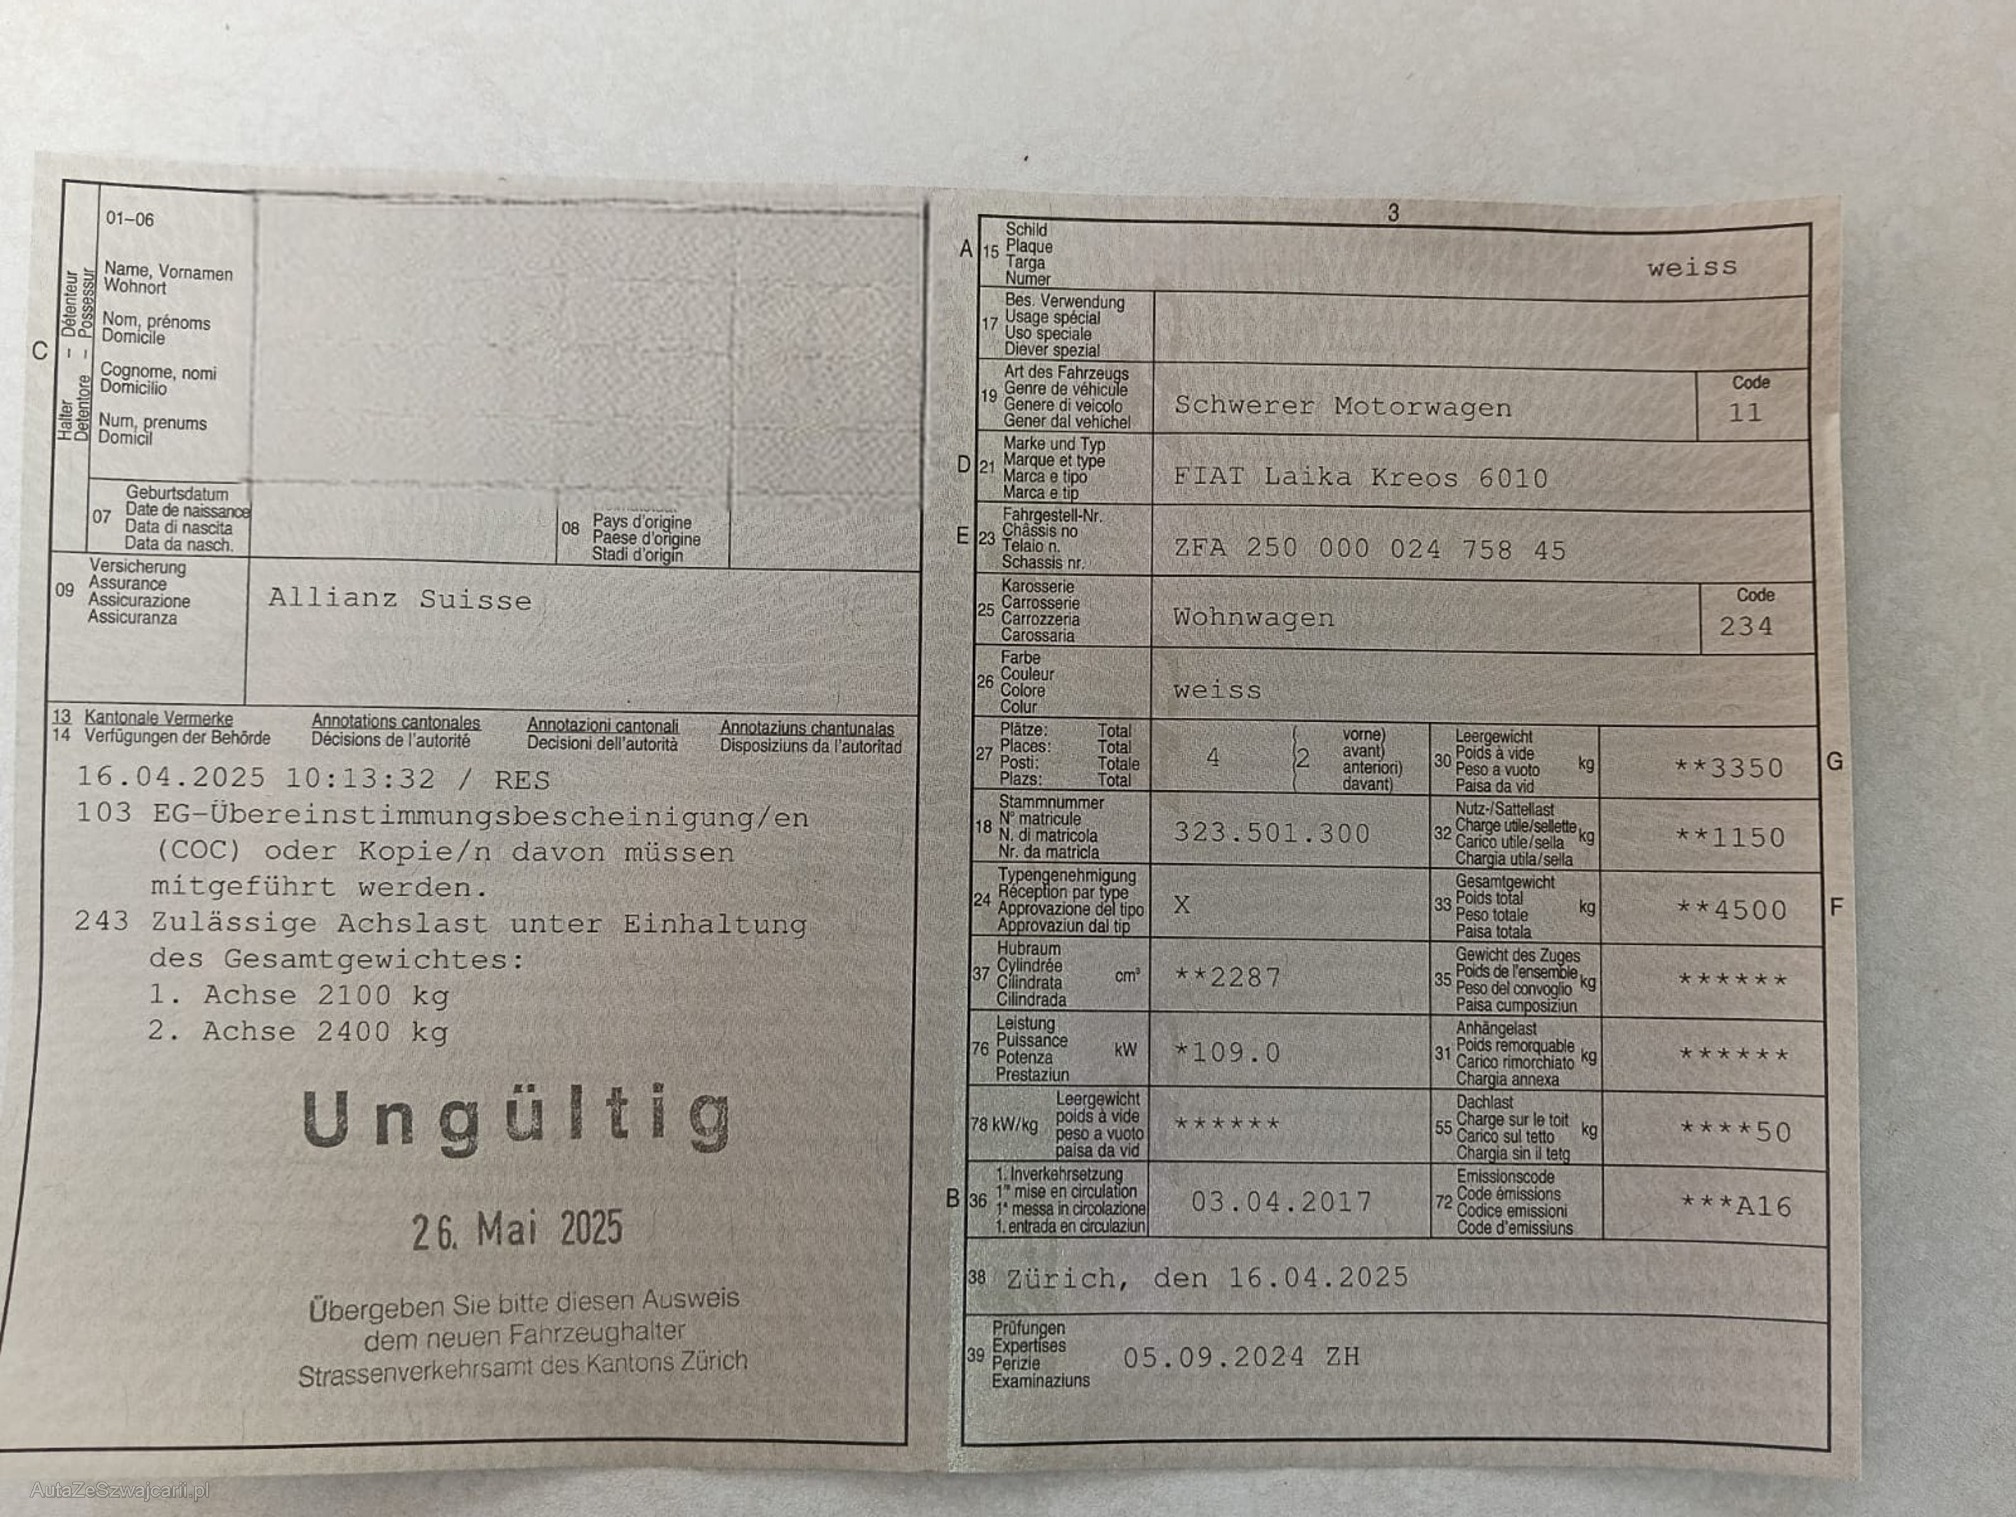 C
Halter – Détenteur
Detentore – Possessur
01–06
Name, Vornamen
Wohnort
Nom, prénoms
Domicile
Cognome, nomi
Domicilio
Num, prenums
Domicil
07
Geburtsdatum
Date de naissance
Data di nascita
Data da nasch.
08
Pays d'origine
Paese d'origine
Stadi d'origin
09
Versicherung
Assurance
Assicurazione
Assicuranza
Allianz Suisse
13 Kantonale Vermerke Annotations cantonales Annotazioni cantonali Annotaziuns chantunalas
14 Verfügungen der Behörde Décisions de l'autorité Decisioni dell'autorità Disposiziuns da l'autoritad
16.04.2025 10:13:32 / RES
103 EG-Übereinstimmungsbescheinigung/en
(COC) oder Kopie/n davon müssen
mitgeführt werden.
243 Zulässige Achslast unter Einhaltung
des Gesamtgewichtes:
1. Achse 2100 kg
2. Achse 2400 kg
Ungültig
26. Mai 2025
Übergeben Sie bitte diesen Ausweis
dem neuen Fahrzeughalter
Strassenverkehrsamt des Kantons Zürich
3
A 15
Schild
Plaque
Targa
Numer
weiss
17
Bes. Verwendung
Usage spécial
Uso speciale
Diever spezial
19
Art des Fahrzeugs
Genre de véhicule
Genere di veicolo
Gener dal vehichel
Schwerer Motorwagen
Code
11
D 21
Marke und Typ
Marque et type
Marca e tipo
Marca e tip
FIAT Laika Kreos 6010
E 23
Fahrgestell-Nr.
Châssis no
Telaio n.
Schassis nr.
ZFA 250 000 024 758 45
25
Karosserie
Carrosserie
Carrozzeria
Carossaria
Wohnwagen
Code
234
26
Farbe
Couleur
Colore
Colur
weiss
27
Plätze: Total
Places: Total
Posti: Totale
Plazs: Total
4 (2
vorne)
avant)
anteriori)
davant)
30
Leergewicht
Poids à vide
Peso a vuoto
Paisa da vid
kg
**3350
G
18
Stammnummer
N° matricule
N. di matricola
Nr. da matricla
323.501.300
32
Nutz-/Sattellast
Charge utile/sellette
Carico utile/sella
Chargia utila/sella
kg
**1150
24
Typengenehmigung
Réception par type
Approvazione del tipo
Approvaziun dal tip
X
33
Gesamtgewicht
Poids total
Peso totale
Paisa totala
kg
**4500
F
37
Hubraum
Cylindrée
Cilindrata
Cilindrada
cm³
**2287
35
Gewicht des Zuges
Poids de l'ensemble
Peso del convoglio
Paisa cumposiziun
kg
******
76
Leistung
Puissance
Potenza
Prestaziun
kW
*109.0
31
Anhängelast
Poids remorquable
Carico rimorchiato
Chargia annexa
kg
******
78 kW/kg
Leergewicht
poids à vide
peso a vuoto
paisa da vid
******
55
Dachlast
Charge sur le toit
Carico sul tetto
Chargia sin il tetg
kg
****50
B 36
1. Inverkehrsetzung
1re mise en circulation
1a messa in circolazione
1. entrada en circulaziun
03.04.2017
72
Emissionscode
Code émissions
Codice emissioni
Code d'emissiuns
***A16
38 Zürich, den 16.04.2025
39
Prüfungen
Expertises
Perizie
Examinaziuns
05.09.2024 ZH
AutaZeSzwajcarii.pl